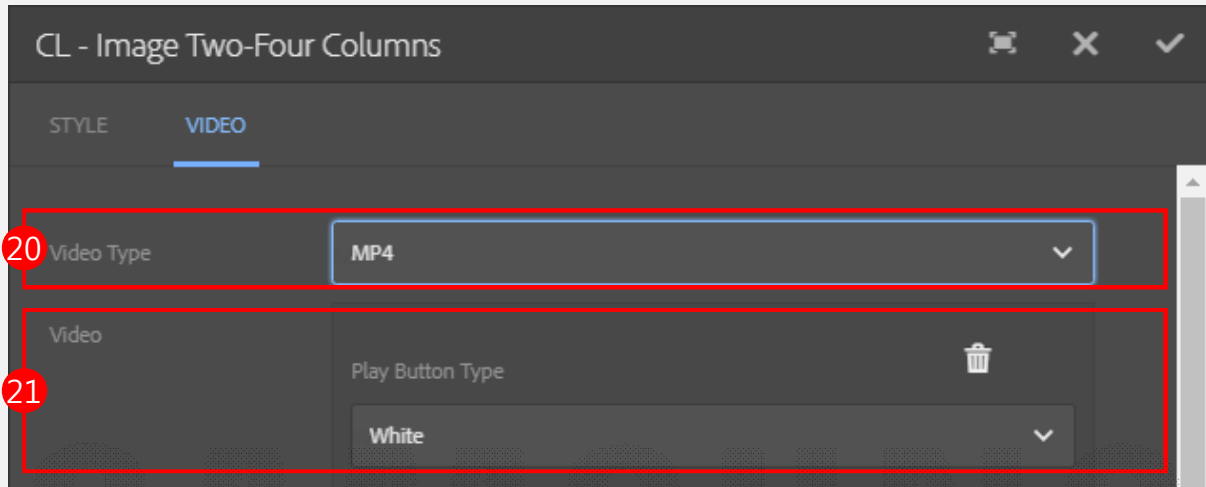 CL - Image Two-Four Columns
STYLE VIDEO
20 Video Type MP4
Video
Play Button Type
21
White